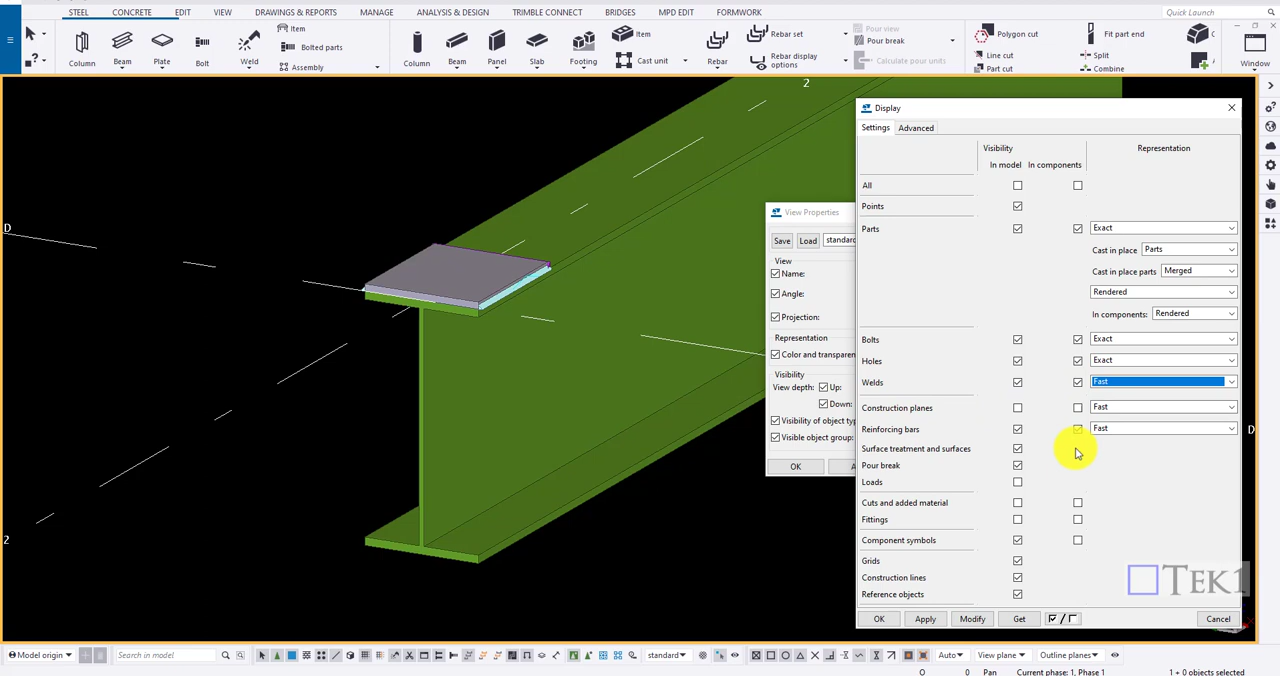 STEEL CONCRETE EDIT VIEW DRAWINGS & REPORTS MANAGE ANALYSIS & DESIGN TRIMBLE CONNECT BRIDGES MPD EDIT FORMWORK Quick Launch
Column Beam Plate Bolt Weld
Item
Bolted parts
Assembly
Column Beam Panel Slab Footing
Item
Cast unit
Rebar
Rebar set
Rebar display
options
Pour view
Pour break
Calculate pour units
Polygon cut
Line cut
Part cut
Fit part end
Split
Combine
Window
2
D
2
D
View Properties
Save Load standard
View
Name:
Angle:
Projection:
Representation
Color and transparen
Visibility
View depth: Up:
Down:
Visibility of object typ
Visible object group:
OK A
Display
Settings Advanced
Visibility Representation
In model In components
All
Points
Parts Exact
Cast in place Parts
Cast in place parts Merged
Rendered
In components: Rendered
Bolts Exact
Holes Exact
Welds Fast
Construction planes Fast
Reinforcing bars Fast
Surface treatment and surfaces
Pour break
Loads
Cuts and added material
Fittings
Component symbols
Grids
Construction lines
Reference objects
OK Apply Modify Get / Cancel
TEK1
Model origin Search in model standard Auto View plane Outline planes
O 0 Pan Current phase: 1, Phase 1 1 + 0 objects selected